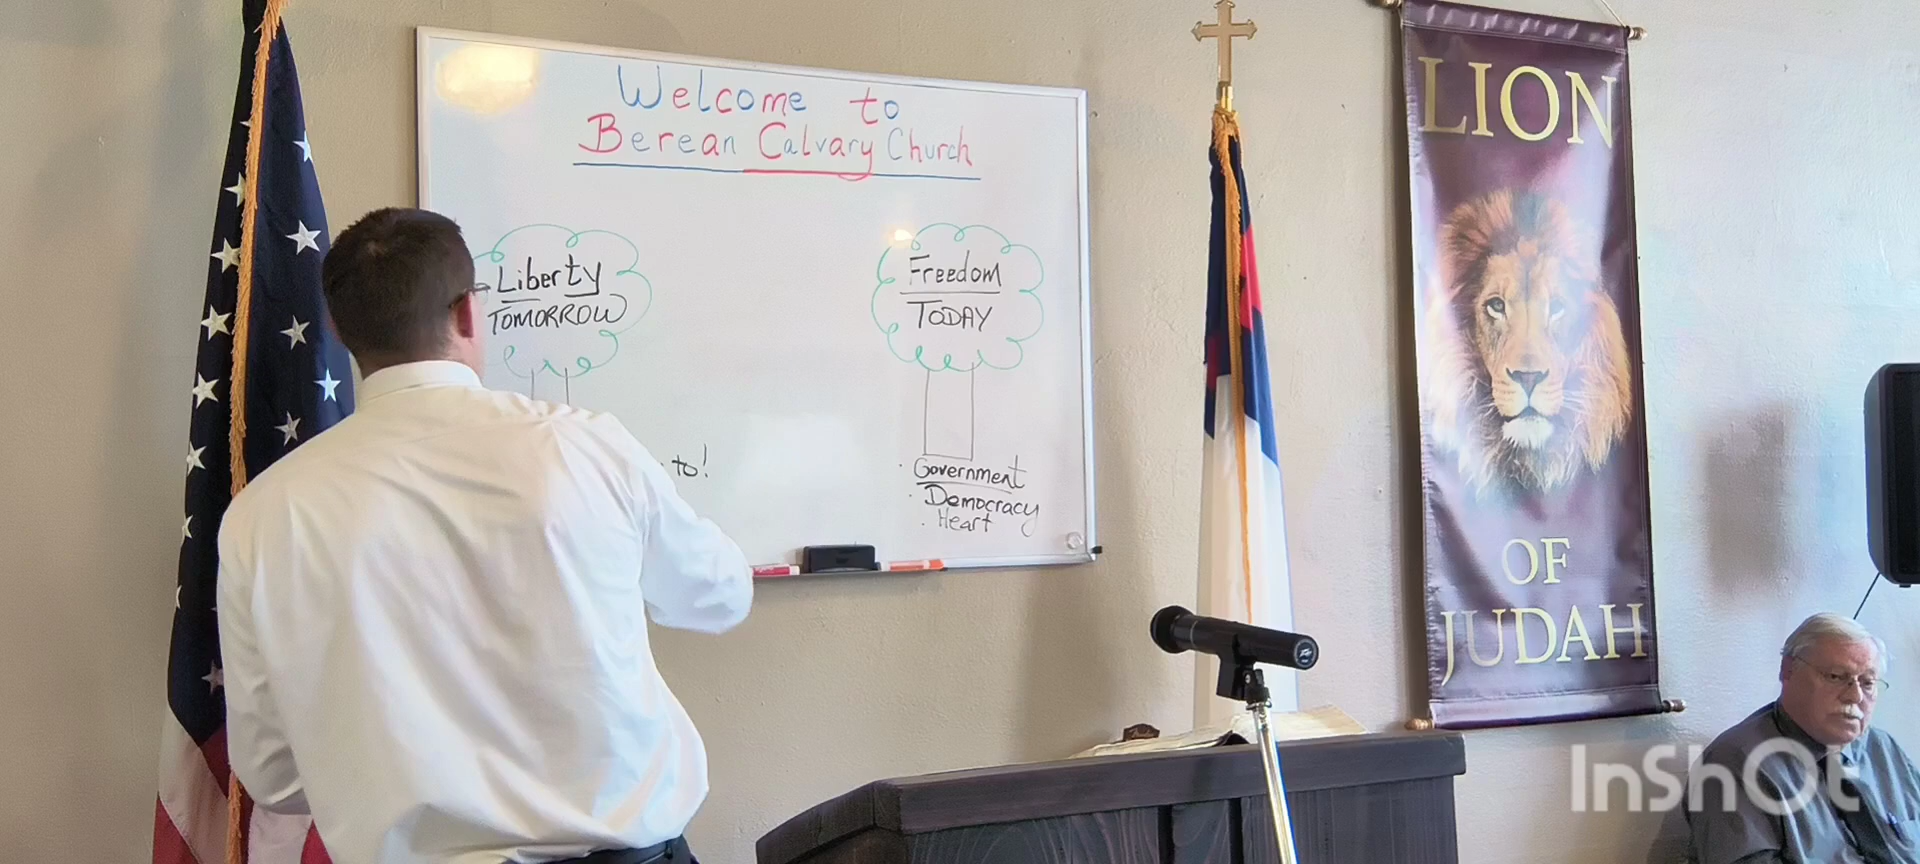 Welcome to
Berean Calvary Church
Liberty
TOMORROW
to!
Freedom
TODAY
· Government
· Democracy
· Heart
LION
OF
JUDAH
InShOt